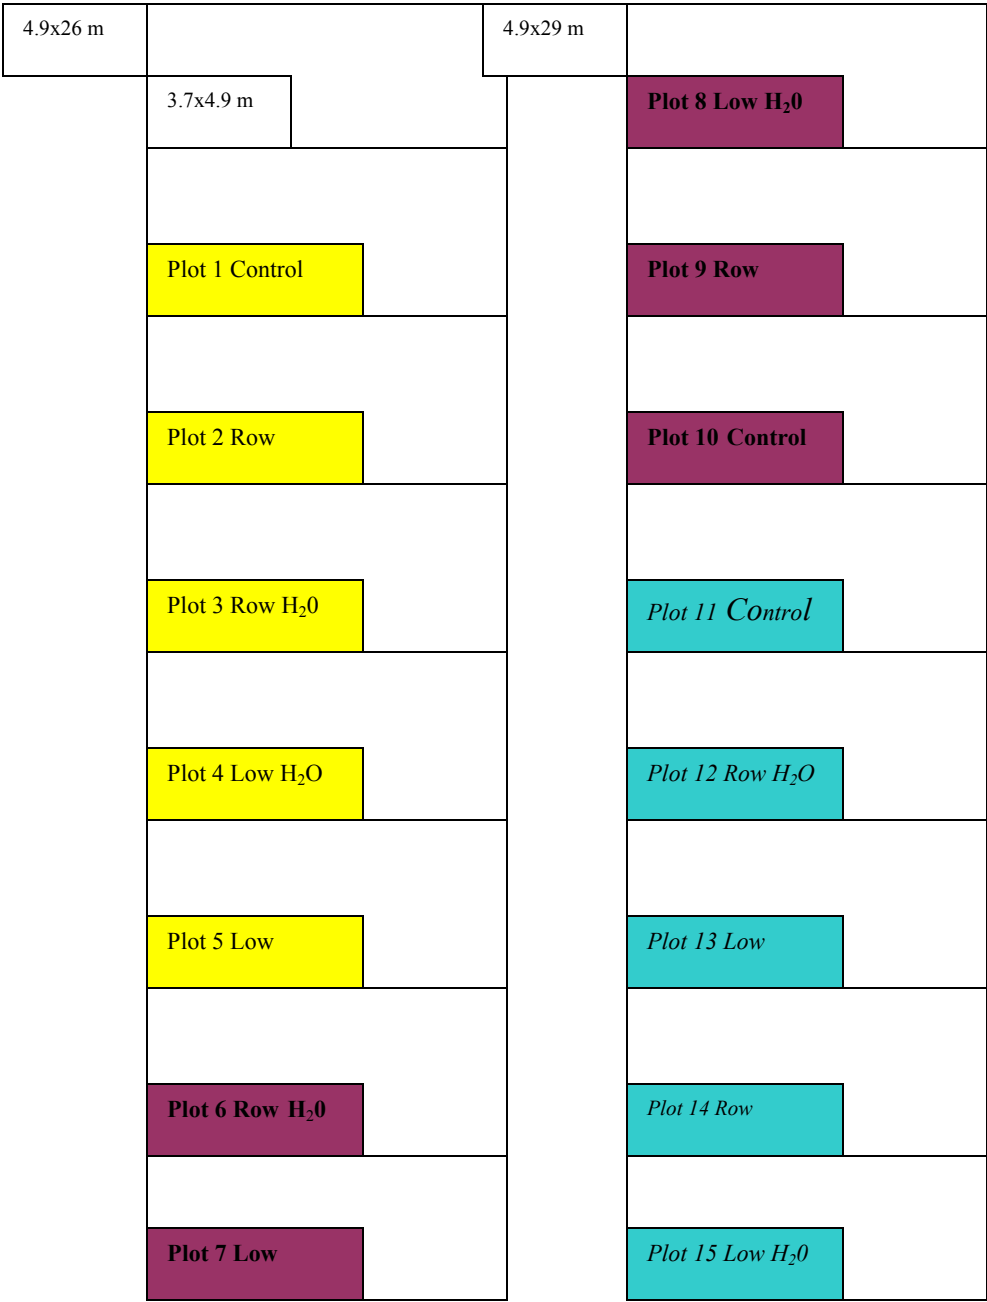 4.9x26 m
3.7x4.9 m
Plot 1 Control
Plot 2 Row
Plot 3 Row H₂0
Plot 4 Low H₂O
Plot 5 Low
Plot 6 Row H₂0
Plot 7 Low
4.9x29 m
Plot 8 Low H₂0
Plot 9 Row
Plot 10 Control
Plot 11 Control
Plot 12 Row H₂O
Plot 13 Low
Plot 14 Row
Plot 15 Low H₂0